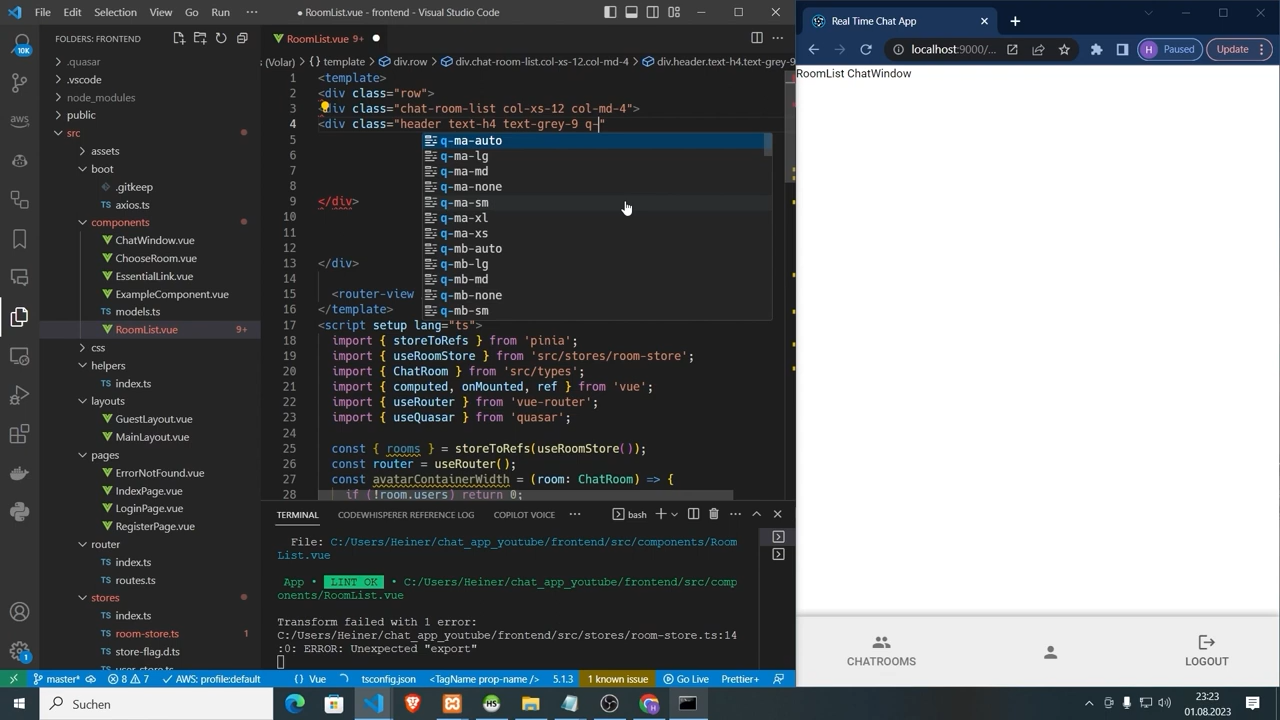 File Edit Selection View Go Run ··· ● RoomList.vue - frontend - Visual Studio Code
FOLDERS: FRONTEND
.quasar
.vscode
node_modules
public
src
assets
boot
.gitkeep
axios.ts
components
ChatWindow.vue
ChooseRoom.vue
EssentialLink.vue
ExampleComponent.vue
models.ts
RoomList.vue 9+
css
helpers
index.ts
layouts
GuestLayout.vue
MainLayout.vue
pages
ErrorNotFound.vue
IndexPage.vue
LoginPage.vue
RegisterPage.vue
router
index.ts
routes.ts
stores
index.ts
room-store.ts 1
store-flag.d.ts
user-store.ts
10K
aws
1
RoomList.vue 9+ ●
(Volar) {} template div.row div.chat-room-list.col-xs-12.col-md-4 div.header.text-h4.text-grey-9
1 <template>
2 <div class="row">
3 <div class="chat-room-list col-xs-12 col-md-4">
4 <div class="header text-h4 text-grey-9 q-"
5
6
7
8
9 </div>
10
11
12
13 </div>
14
15 <router-view
16 </template>
17 <script setup lang="ts">
18 import { storeToRefs } from 'pinia';
19 import { useRoomStore } from 'src/stores/room-store';
20 import { ChatRoom } from 'src/types';
21 import { computed, onMounted, ref } from 'vue';
22 import { useRouter } from 'vue-router';
23 import { useQuasar } from 'quasar';
24
25 const { rooms } = storeToRefs(useRoomStore());
26 const router = useRouter();
27 const avatarContainerWidth = (room: ChatRoom) => {
28 if (!room.users) return 0;
q-ma-auto
q-ma-lg
q-ma-md
q-ma-none
q-ma-sm
q-ma-xl
q-ma-xs
q-mb-auto
q-mb-lg
q-mb-md
q-mb-none
q-mb-sm
TERMINAL CODEWHISPERER REFERENCE LOG COPILOT VOICE ··· bash
File: C:/Users/Heiner/chat_app_youtube/frontend/src/components/Room
List.vue
App • LINT OK • C:/Users/Heiner/chat_app_youtube/frontend/src/comp
onents/RoomList.vue
Transform failed with 1 error:
C:/Users/Heiner/chat_app_youtube/frontend/src/stores/room-store.ts:14
:0: ERROR: Unexpected "export"
master* 8 7 AWS: profile:default {} Vue tsconfig.json <TagName prop-name/> 5.1.3 1 known issue Go Live Prettier+
Real Time Chat App
localhost:9000/... H Paused Update
RoomList ChatWindow
CHATROOMS
LOGOUT
Suchen
HS
23:23
01.08.2023